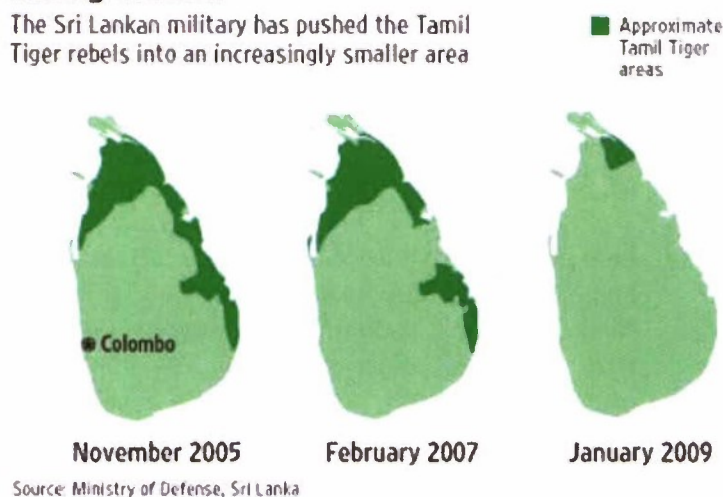 The Sri Lankan military has pushed the Tamil
Tiger rebels into an increasingly smaller area
Approximate
Tamil Tiger
areas
Colombo
November 2005
February 2007
January 2009
Source: Ministry of Defense, Sri Lanka